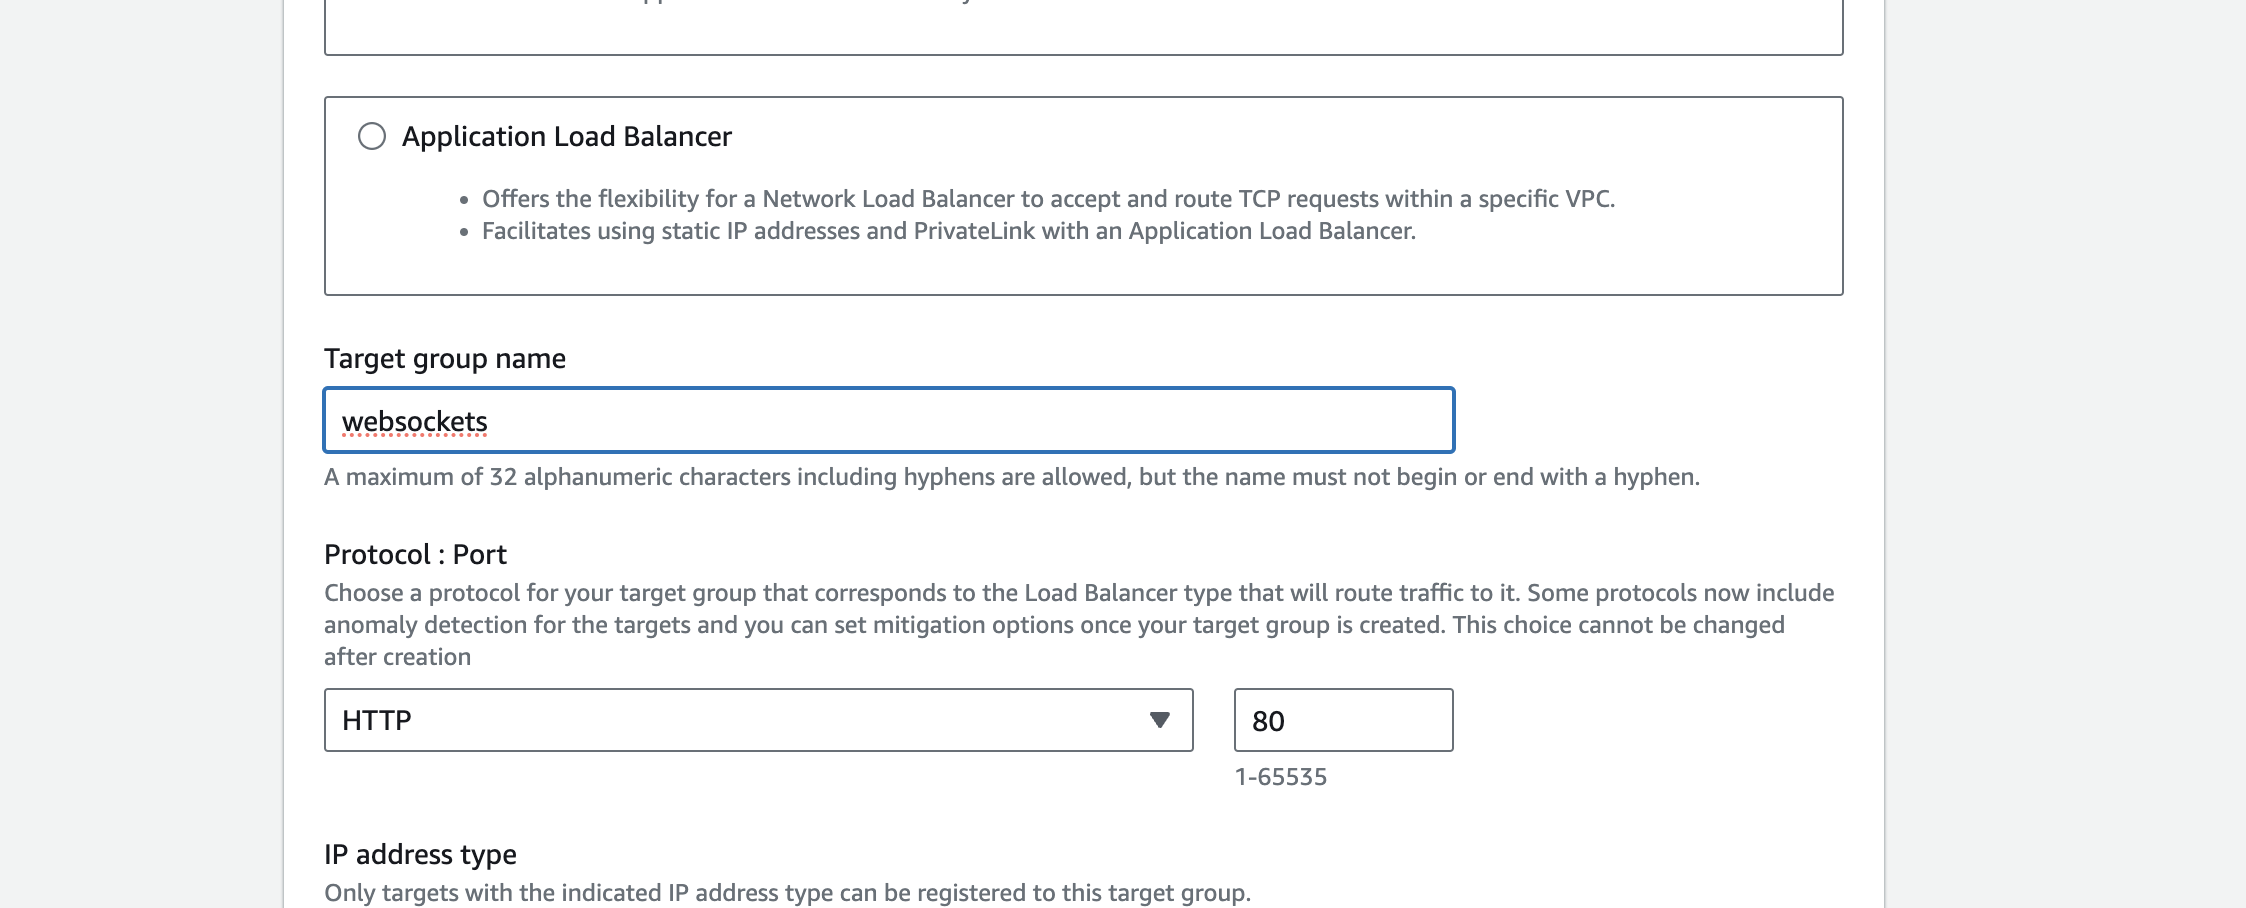 Application Load Balancer
• Offers the flexibility for a Network Load Balancer to accept and route TCP requests within a specific VPC.
• Facilitates using static IP addresses and PrivateLink with an Application Load Balancer.
Target group name
websockets
A maximum of 32 alphanumeric characters including hyphens are allowed, but the name must not begin or end with a hyphen.
Protocol : Port
Choose a protocol for your target group that corresponds to the Load Balancer type that will route traffic to it. Some protocols now include
anomaly detection for the targets and you can set mitigation options once your target group is created. This choice cannot be changed
after creation
HTTP
80
1-65535
IP address type
Only targets with the indicated IP address type can be registered to this target group.